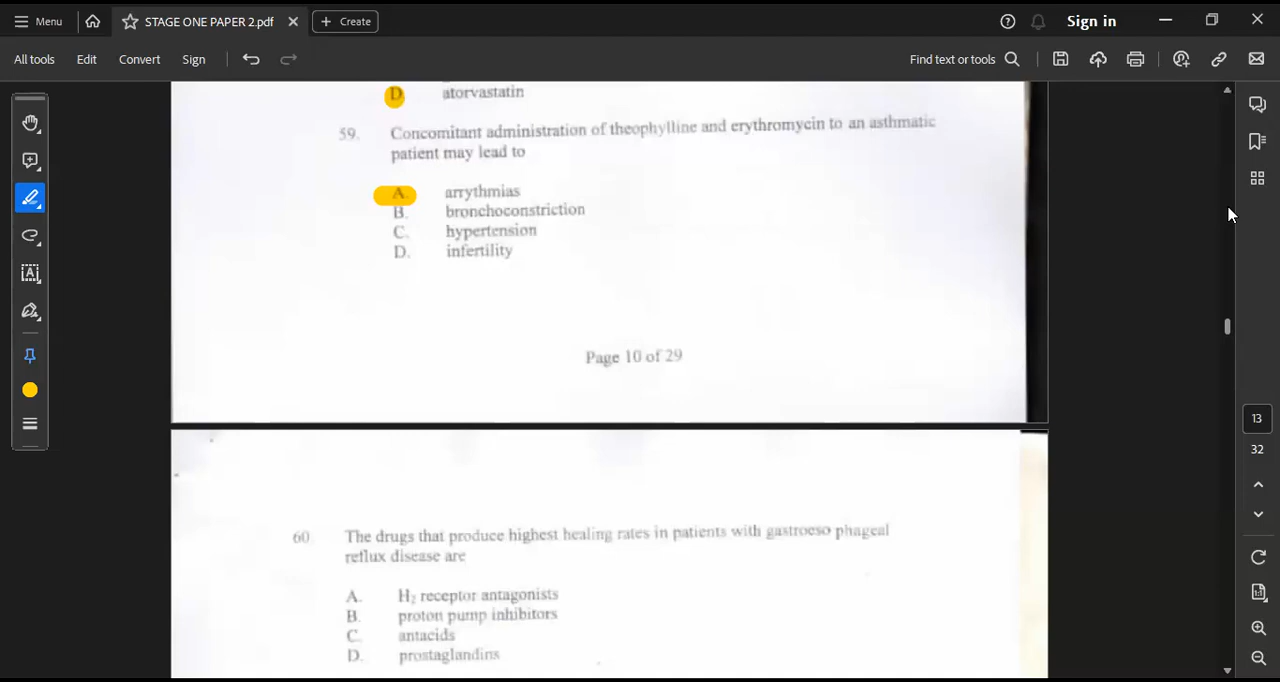 Menu
STAGE ONE PAPER 2.pdf
Create
Sign in
All tools
Edit
Convert
Sign
Find text or tools
D atorvastatin
59. Concomitant administration of theophylline and erythromycin to an asthmatic
patient may lead to
A. arrythmias
B. bronchoconstriction
C. hypertension
D. infertility
Page 10 of 29
60 The drugs that produce highest healing rates in patients with gastroeso phageal
reflux disease are
A. H₂ receptor antagonists
B. proton pump inhibitors
C. antacids
D. prostaglandins
13
32
1:1